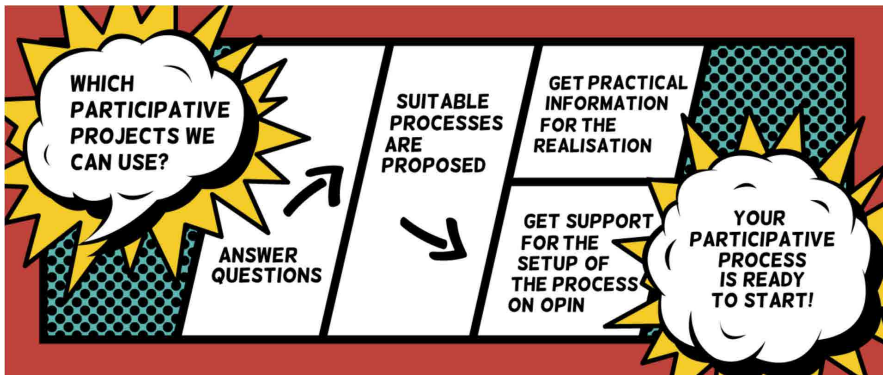 WHICH
PARTICIPATIVE
PROJECTS WE
CAN USE?
ANSWER
QUESTIONS
SUITABLE
PROCESSES
ARE
PROPOSED
GET PRACTICAL
INFORMATION
FOR THE
REALISATION
GET SUPPORT
FOR THE
SETUP OF
THE PROCESS
ON OPIN
YOUR
PARTICIPATIVE
PROCESS
IS READY
TO START!